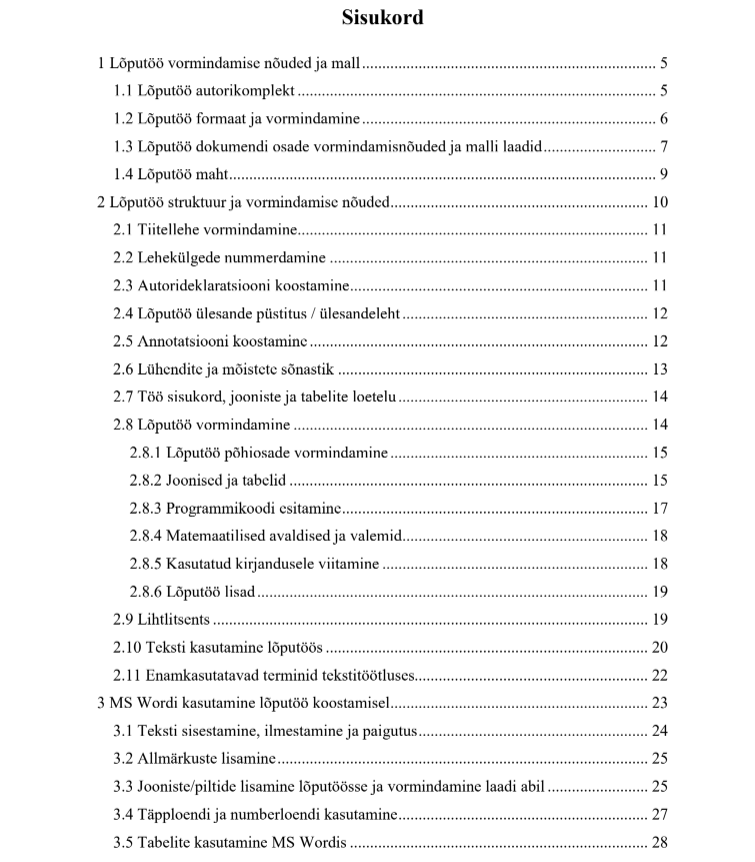 Sisukord
1 Lõputöö vormindamise nõuded ja mall ........ 5
1.1 Lõputöö autorikomplekt ........ 5
1.2 Lõputöö formaat ja vormindamine ........ 6
1.3 Lõputöö dokumendi osade vormindamisnõuded ja malli laadid ........ 7
1.4 Lõputöö maht ........ 9
2 Lõputöö struktuur ja vormindamise nõuded ........ 10
2.1 Tiitellehe vormindamine ........ 11
2.2 Lehekülgede nummerdamine ........ 11
2.3 Autorideklaratsiooni koostamine ........ 11
2.4 Lõputöö ülesande püstitus / ülesandeleht ........ 12
2.5 Annotatsiooni koostamine ........ 12
2.6 Lühendite ja mõistete sõnastik ........ 13
2.7 Töö sisukord, jooniste ja tabelite loetelu ........ 14
2.8 Lõputöö vormindamine ........ 14
2.8.1 Lõputöö põhiosade vormindamine ........ 15
2.8.2 Joonised ja tabelid ........ 15
2.8.3 Programmikoodi esitamine ........ 17
2.8.4 Matemaatilised avaldised ja valemid ........ 18
2.8.5 Kasutatud kirjandusele viitamine ........ 18
2.8.6 Lõputöö lisad ........ 19
2.9 Lihtlitsents ........ 19
2.10 Teksti kasutamine lõputöös ........ 20
2.11 Enamkasutatavad terminid tekstitöötluses ........ 22
3 MS Wordi kasutamine lõputöö koostamisel ........ 23
3.1 Teksti sisestamine, ilmestamine ja paigutus ........ 24
3.2 Allmärkuste lisamine ........ 25
3.3 Jooniste/piltide lisamine lõputöösse ja vormindamine laadi abil ........ 25
3.4 Täpploendi ja numberloendi kasutamine ........ 27
3.5 Tabelite kasutamine MS Wordis ........ 28